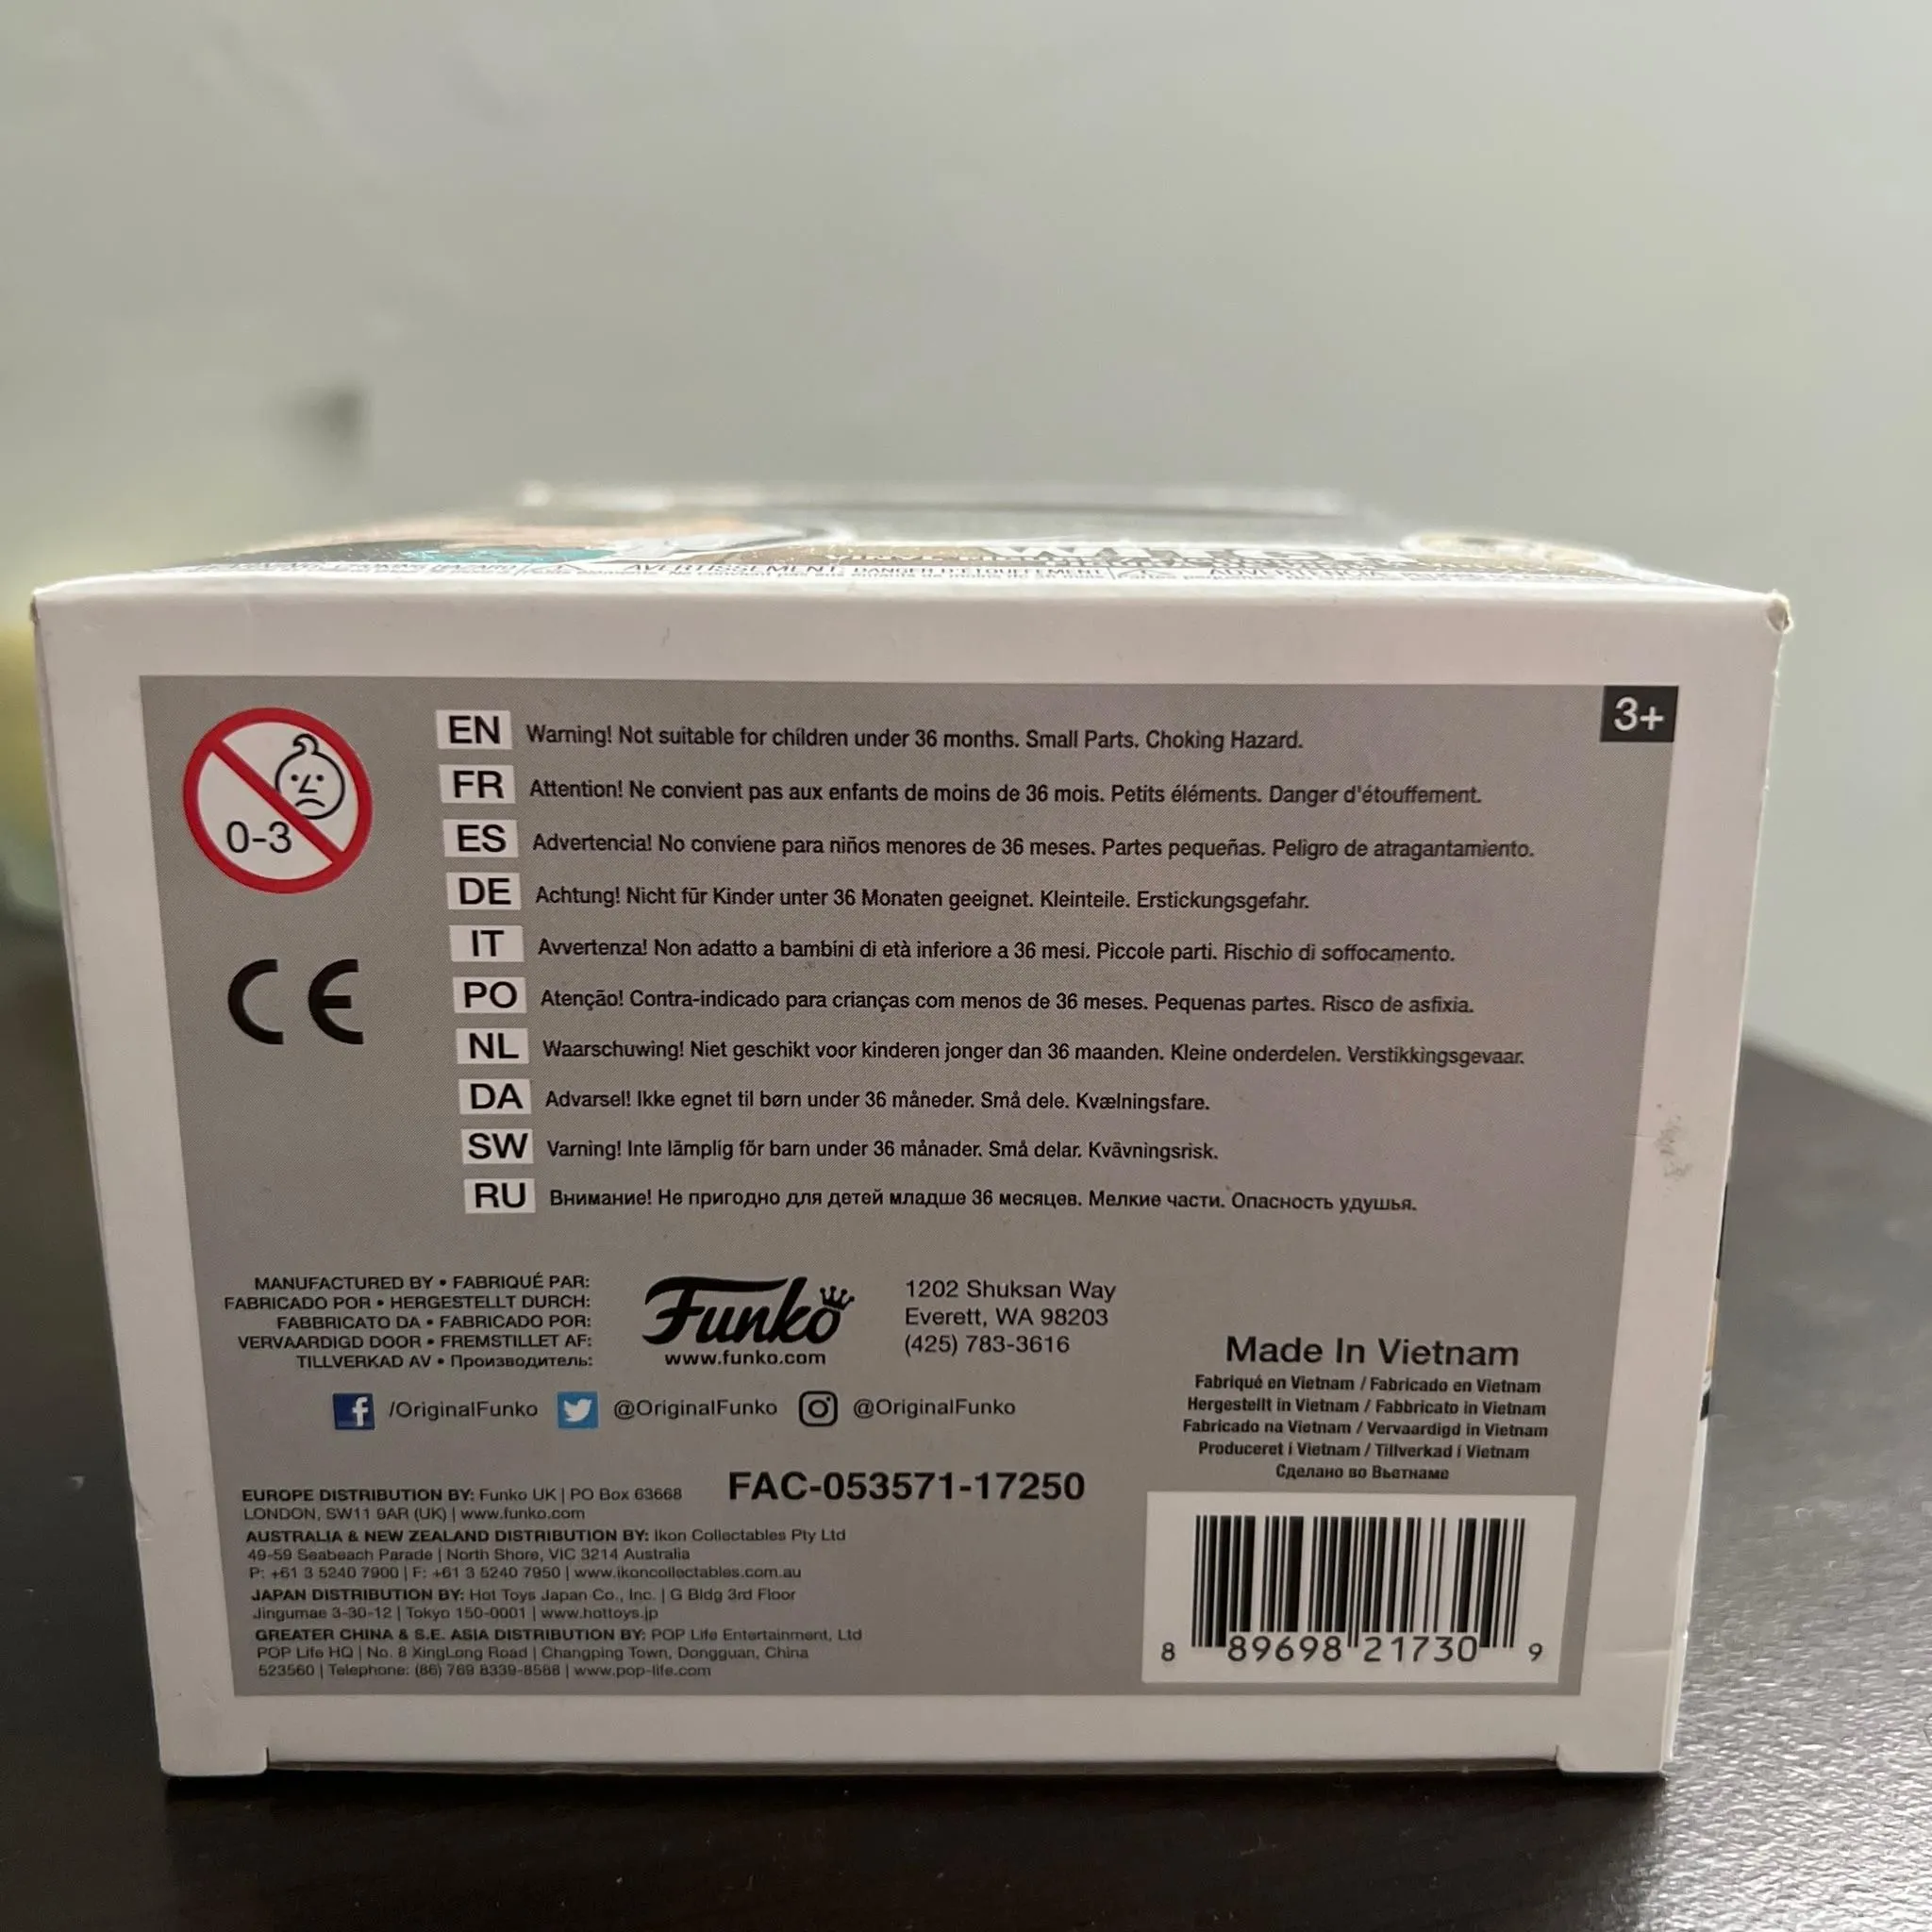 AVERTISSEMENT: DANGER D'ÉTOUFFEMENT
3+
0-3
EN Warning! Not suitable for children under 36 months. Small Parts. Choking Hazard.
FR Attention! Ne convient pas aux enfants de moins de 36 mois. Petits éléments. Danger d'étouffement.
ES Advertencia! No conviene para niños menores de 36 meses. Partes pequeñas. Peligro de atragantamiento.
DE Achtung! Nicht für Kinder unter 36 Monaten geeignet. Kleinteile. Erstickungsgefahr.
IT Avvertenza! Non adatto a bambini di età inferiore a 36 mesi. Piccole parti. Rischio di soffocamento.
CE
PO Atenção! Contra-indicado para crianças com menos de 36 meses. Pequenas partes. Risco de asfixia.
NL Waarschuwing! Niet geschikt voor kinderen jonger dan 36 maanden. Kleine onderdelen. Verstikkingsgevaar.
DA Advarsel! Ikke egnet til børn under 36 måneder. Små dele. Kvælningsfare.
SW Varning! Inte lämplig för barn under 36 månader. Små delar. Kvävningsrisk.
RU Внимание! Не пригодно для детей младше 36 месяцев. Мелкие части. Опасность удушья.
MANUFACTURED BY • FABRIQUÉ PAR:
FABRICADO POR • HERGESTELLT DURCH:
FABBRICATO DA • FABRICADO POR:
VERVAARDIGD DOOR • FREMSTILLET AF:
TILLVERKAD AV • Производитель:
Funko
www.funko.com
1202 Shuksan Way
Everett, WA 98203
(425) 783-3616
/OriginalFunko @OriginalFunko @OriginalFunko
Made In Vietnam
Fabriqué en Vietnam / Fabricado en Vietnam
Hergestellt in Vietnam / Fabbricato in Vietnam
Fabricado na Vietnam / Vervaardigd in Vietnam
Produceret i Vietnam / Tillverkad i Vietnam
Сделано во Вьетнаме
FAC-053571-17250
EUROPE DISTRIBUTION BY: Funko UK | PO Box 63668
LONDON, SW11 9AR (UK) | www.funko.com
AUSTRALIA & NEW ZEALAND DISTRIBUTION BY: Ikon Collectables Pty Ltd
49-59 Seabeach Parade | North Shore, VIC 3214 Australia
P: +61 3 5240 7900 | F: +61 3 5240 7950 | www.ikoncollectables.com.au
JAPAN DISTRIBUTION BY: Hot Toys Japan Co., Inc. | G Bldg 3rd Floor
Jingumae 3-30-12 | Tokyo 150-0001 | www.hottoys.jp
GREATER CHINA & S.E. ASIA DISTRIBUTION BY: POP Life Entertainment, Ltd
POP Life HQ | No. 8 XingLong Road | Changping Town, Dongguan, China
523560 | Telephone: (86) 769 8339-8588 | www.pop-life.com
8 89698 21730 9